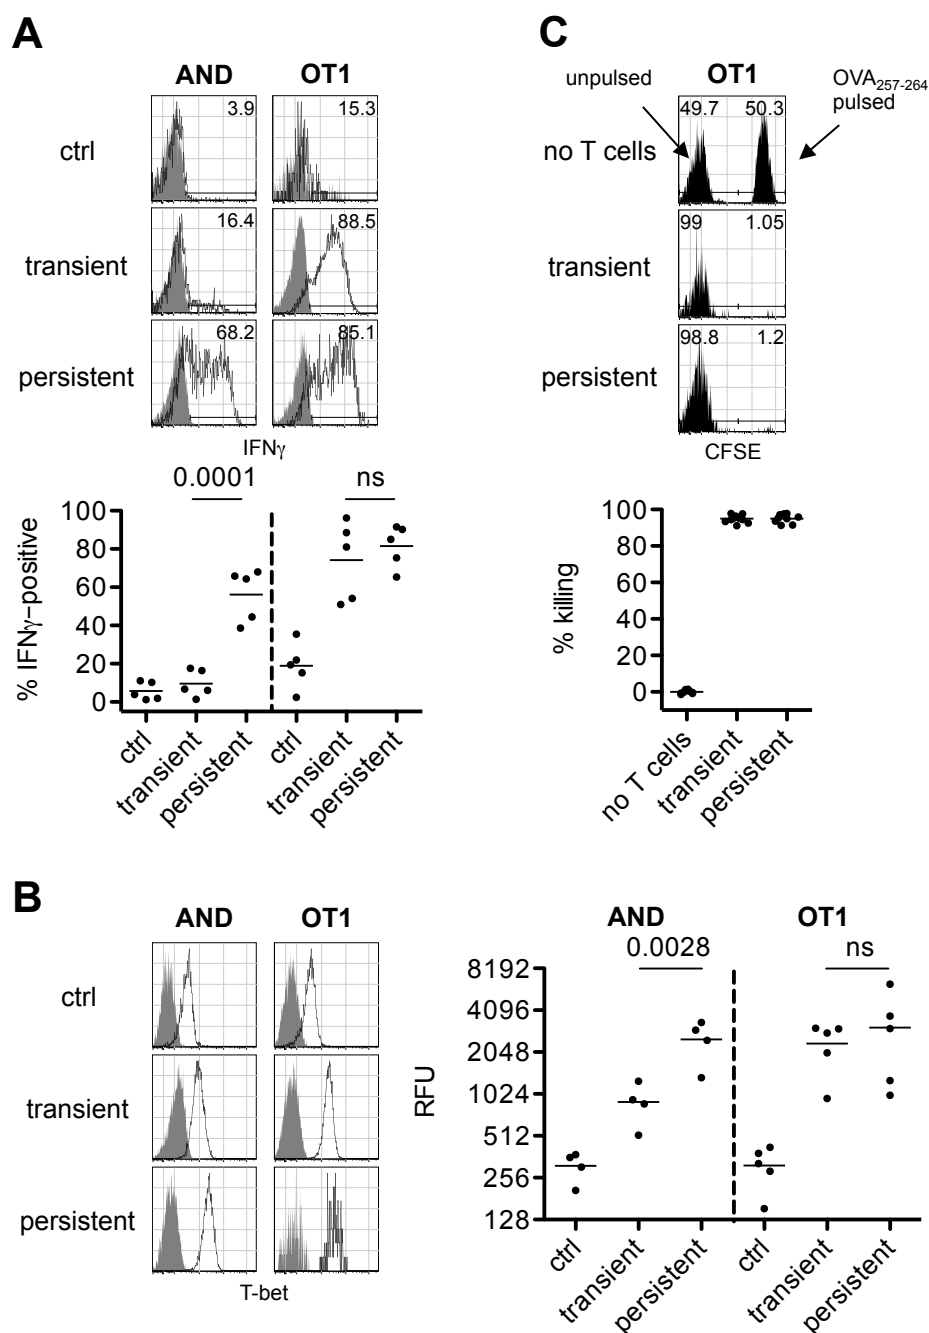 A
AND OT1
ctrl
3.9 15.3
transient
16.4 88.5
persistent
68.2 85.1
IFNγ
0.0001 ns
% IFNγ−positive
100
80
60
40
20
0
ctrl
transient
persistent
ctrl
transient
persistent
C
unpulsed
OT1
OVA257-264
pulsed
no T cells
49.7 50.3
transient
99 1.05
persistent
98.8 1.2
CFSE
% killing
100
80
60
40
20
0
no T cells
transient
persistent
B
AND OT1
ctrl
transient
persistent
T-bet
AND OT1
0.0028 ns
RFU
8192
4096
2048
1024
512
256
128
ctrl
transient
persistent
ctrl
transient
persistent